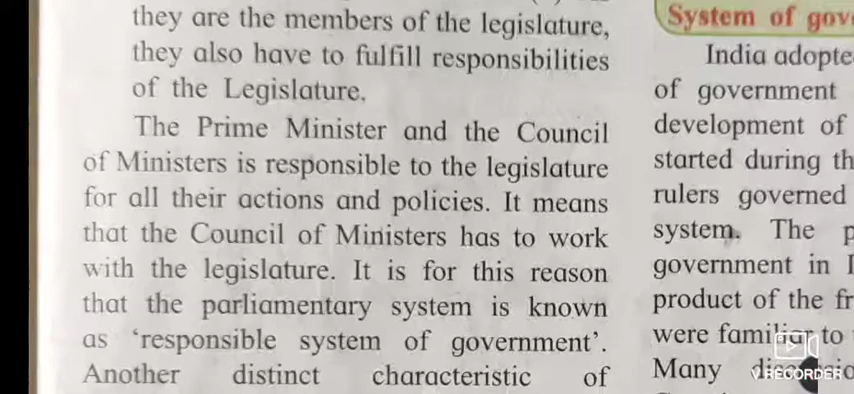 they are the members of the legislature,
they also have to fulfill responsibilities
of the Legislature.
The Prime Minister and the Council
of Ministers is responsible to the legislature
for all their actions and policies. It means
that the Council of Ministers has to work
with the legislature. It is for this reason
that the parliamentary system is known
as ‘responsible system of government’.
Another distinct characteristic of
System of
India
of government
development of
started during
rulers governed
system. The
government in
product of the
were familiar to
Many
V RECORDER